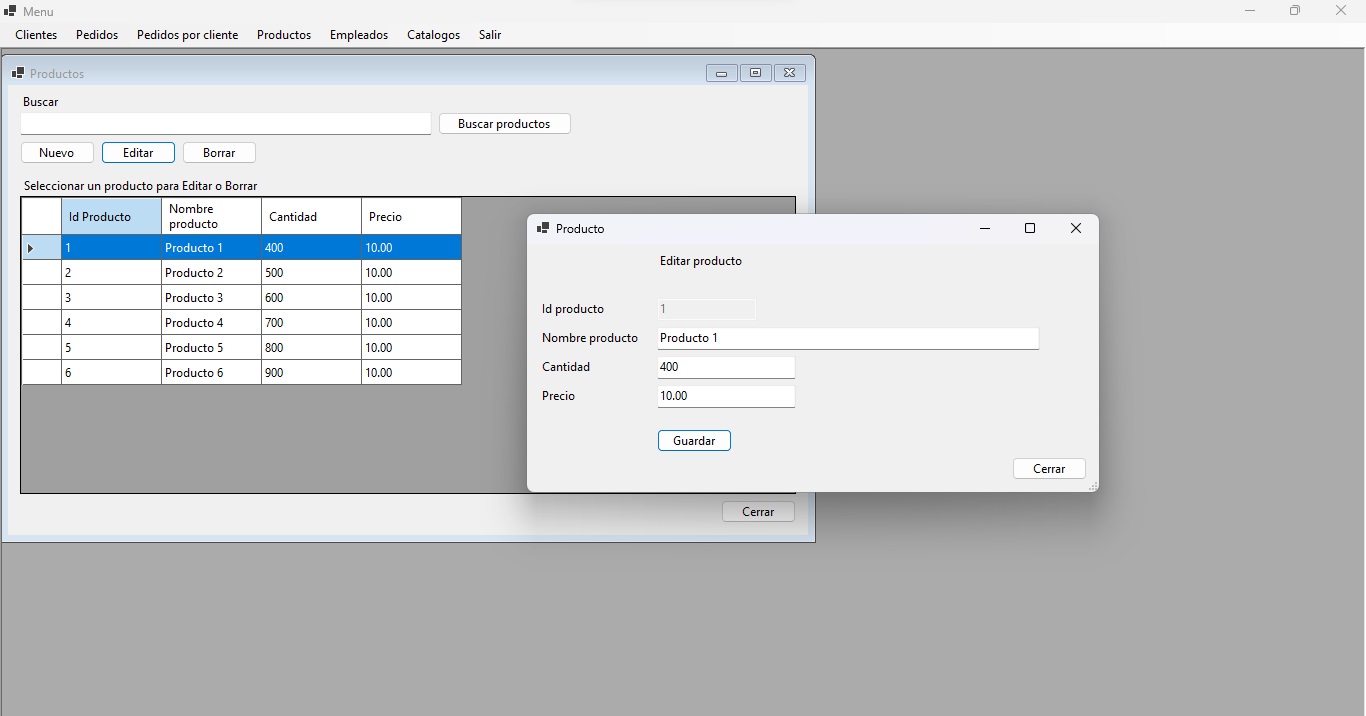 Menu
Clientes Pedidos Pedidos por cliente Productos Empleados Catalogos Salir
Productos
Buscar
Buscar productos
Nuevo Editar Borrar
Seleccionar un producto para Editar o Borrar
Id Producto Nombre producto Cantidad Precio
1 Producto 1 400 10.00
2 Producto 2 500 10.00
3 Producto 3 600 10.00
4 Producto 4 700 10.00
5 Producto 5 800 10.00
6 Producto 6 900 10.00
Cerrar
Producto
Editar producto
Id producto 1
Nombre producto Producto 1
Cantidad 400
Precio 10.00
Guardar
Cerrar